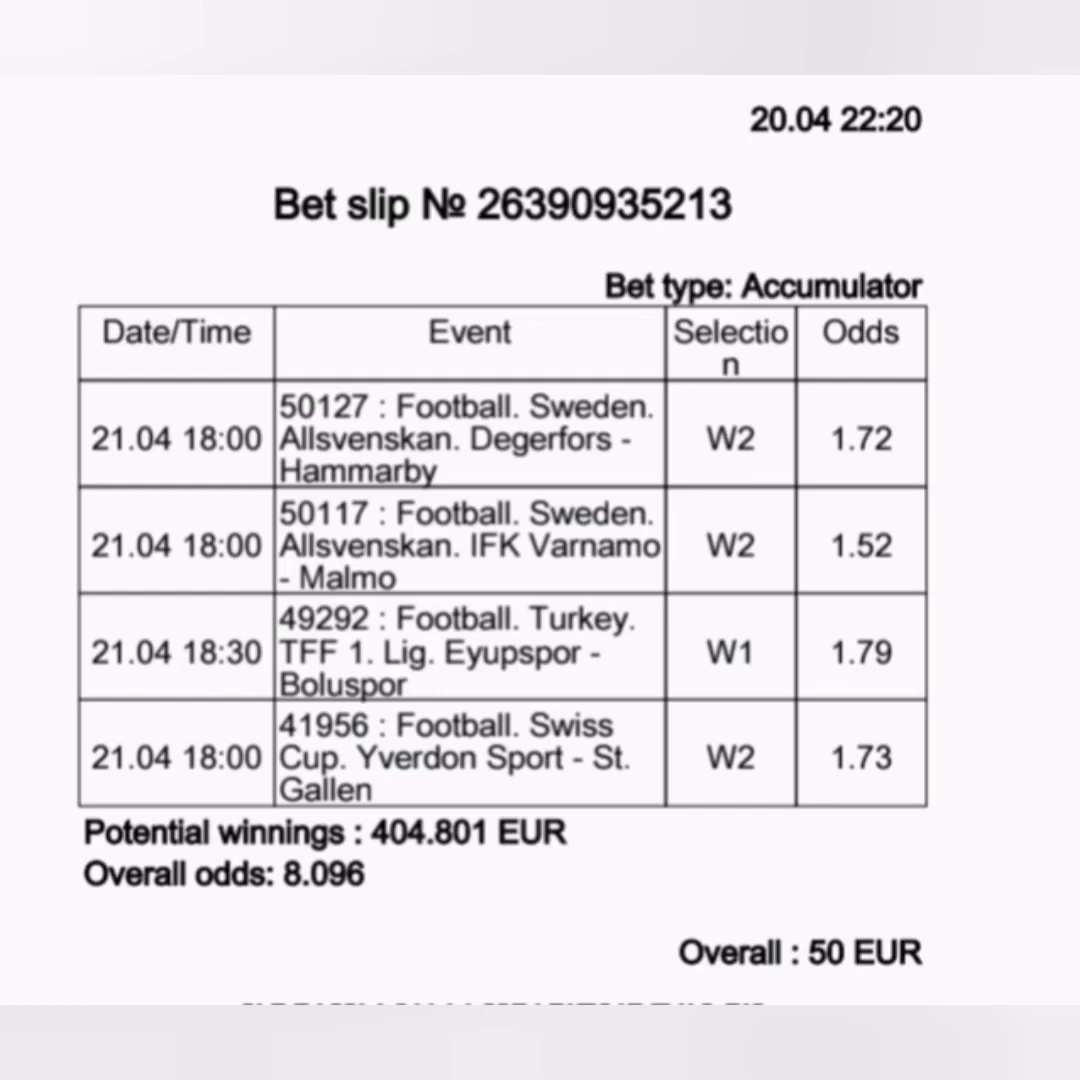 20.04 22:20
Bet slip № 26390935213
Bet type: Accumulator
Date/Time Event Selectio Odds
n
50127 : Football. Sweden.
21.04 18:00 Allsvenskan. Degerfors - W2 1.72
Hammarby
50117 : Football. Sweden.
21.04 18:00 Allsvenskan. IFK Varnamo W2 1.52
- Malmo
49292 : Football. Turkey.
21.04 18:30 TFF 1. Lig. Eyupspor - W1 1.79
Boluspor
41956 : Football. Swiss
21.04 18:00 Cup. Yverdon Sport - St. W2 1.73
Gallen
Potential winnings : 404.801 EUR
Overall odds: 8.096
Overall : 50 EUR